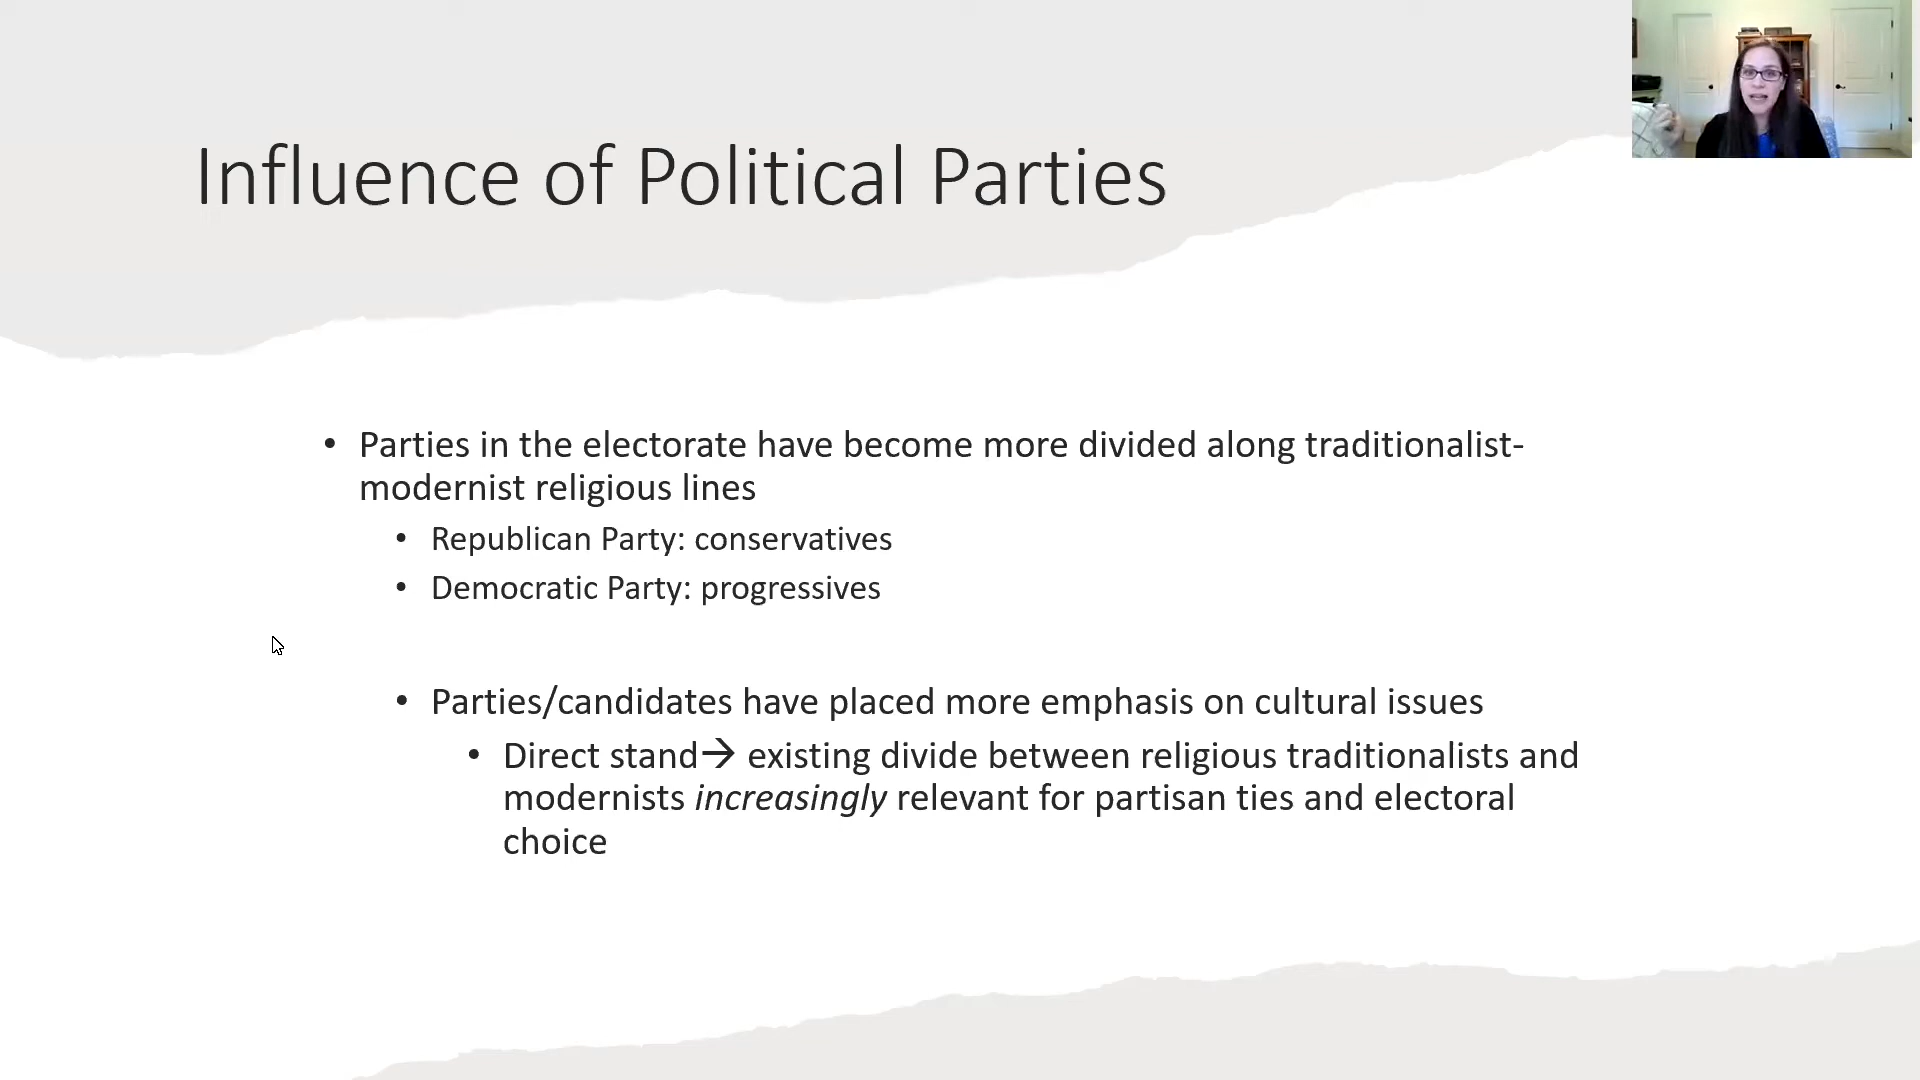 Influence of Political Parties
• Parties in the electorate have become more divided along traditionalist-
modernist religious lines
• Republican Party: conservatives
• Democratic Party: progressives
• Parties/candidates have placed more emphasis on cultural issues
• Direct stand→ existing divide between religious traditionalists and
modernists increasingly relevant for partisan ties and electoral
choice